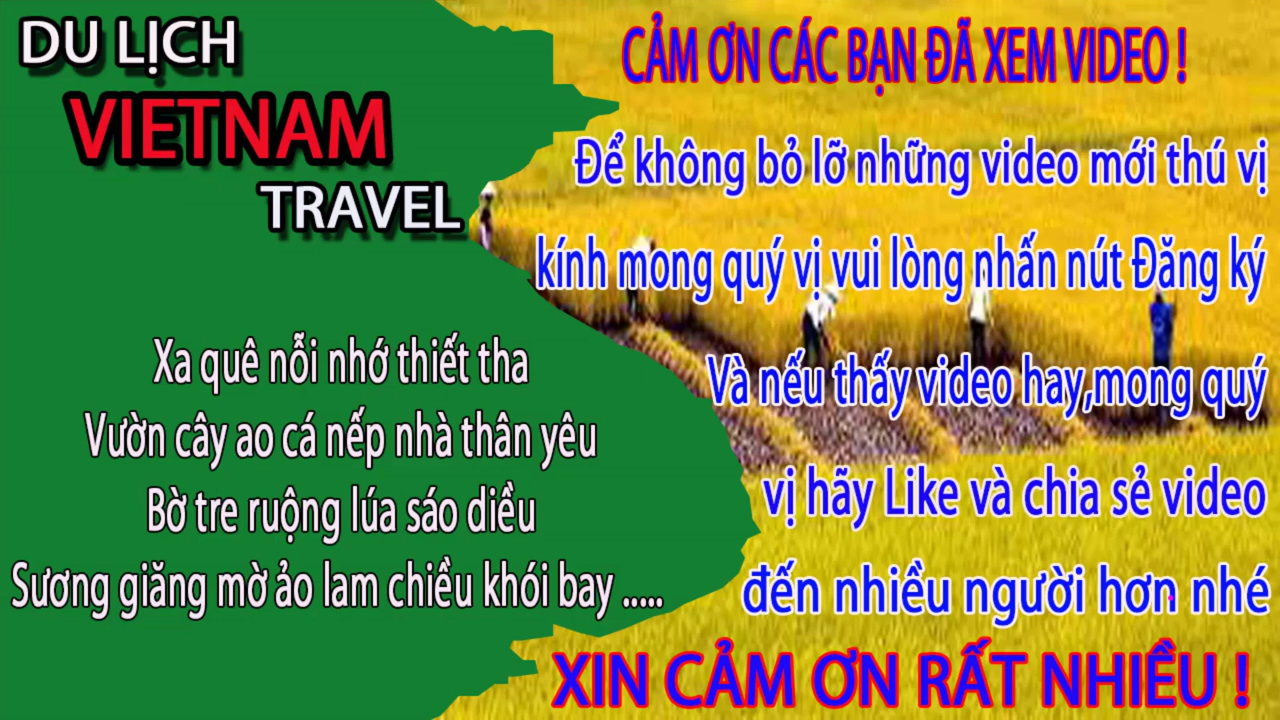 DU LỊCH
VIETNAM
TRAVEL
Xa quê nỗi nhớ thiết tha
Vườn cây ao cá nếp nhà thân yêu
Bờ tre ruộng lúa sáo diều
Sương giăng mờ ảo lam chiều khói bay .....
CẢM ƠN CÁC BẠN ĐÃ XEM VIDEO !
Để không bỏ lỡ những video mới thú vị
kính mong quý vị vui lòng nhấn nút Đăng ký
Và nếu thấy video hay,mong quý
vị hãy Like và chia sẻ video
đến nhiều người hơn nhé
XIN CẢM ƠN RẤT NHIỀU !